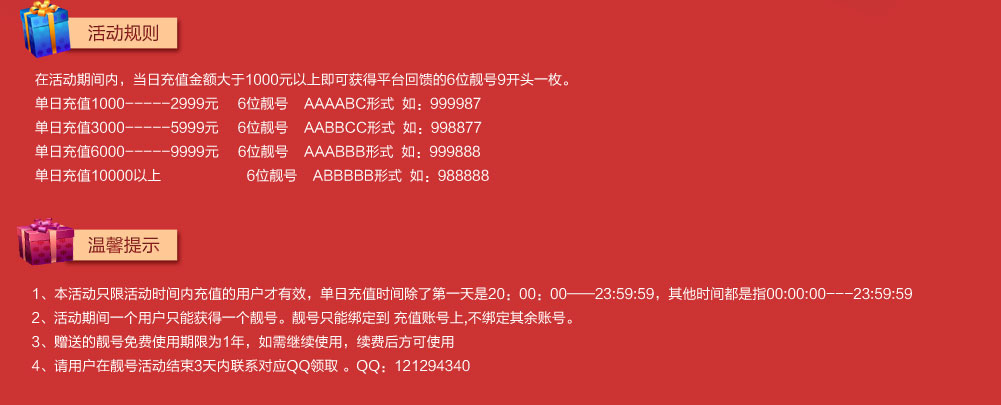 活动规则
在活动期间内，当日充值金额大于1000元以上即可获得平台回馈的6位靓号9开头一枚。
单日充值1000-----2999元 6位靓号 AAAABC形式 如：999987
单日充值3000-----5999元 6位靓号 AABBCC形式 如：998877
单日充值6000-----9999元 6位靓号 AAABBB形式 如：999888
单日充值10000以上 6位靓号 ABBBBB形式 如：988888
温馨提示
1、本活动只限活动时间内充值的用户才有效，单日充值时间除了第一天是20：00：00——23:59:59，其他时间都是指00:00:00---23:59:59
2、活动期间一个用户只能获得一个靓号。靓号只能绑定到 充值账号上,不绑定其余账号。
3、赠送的靓号免费使用期限为1年，如需继续使用，续费后方可使用
4、请用户在靓号活动结束3天内联系对应QQ领取 。QQ：121294340